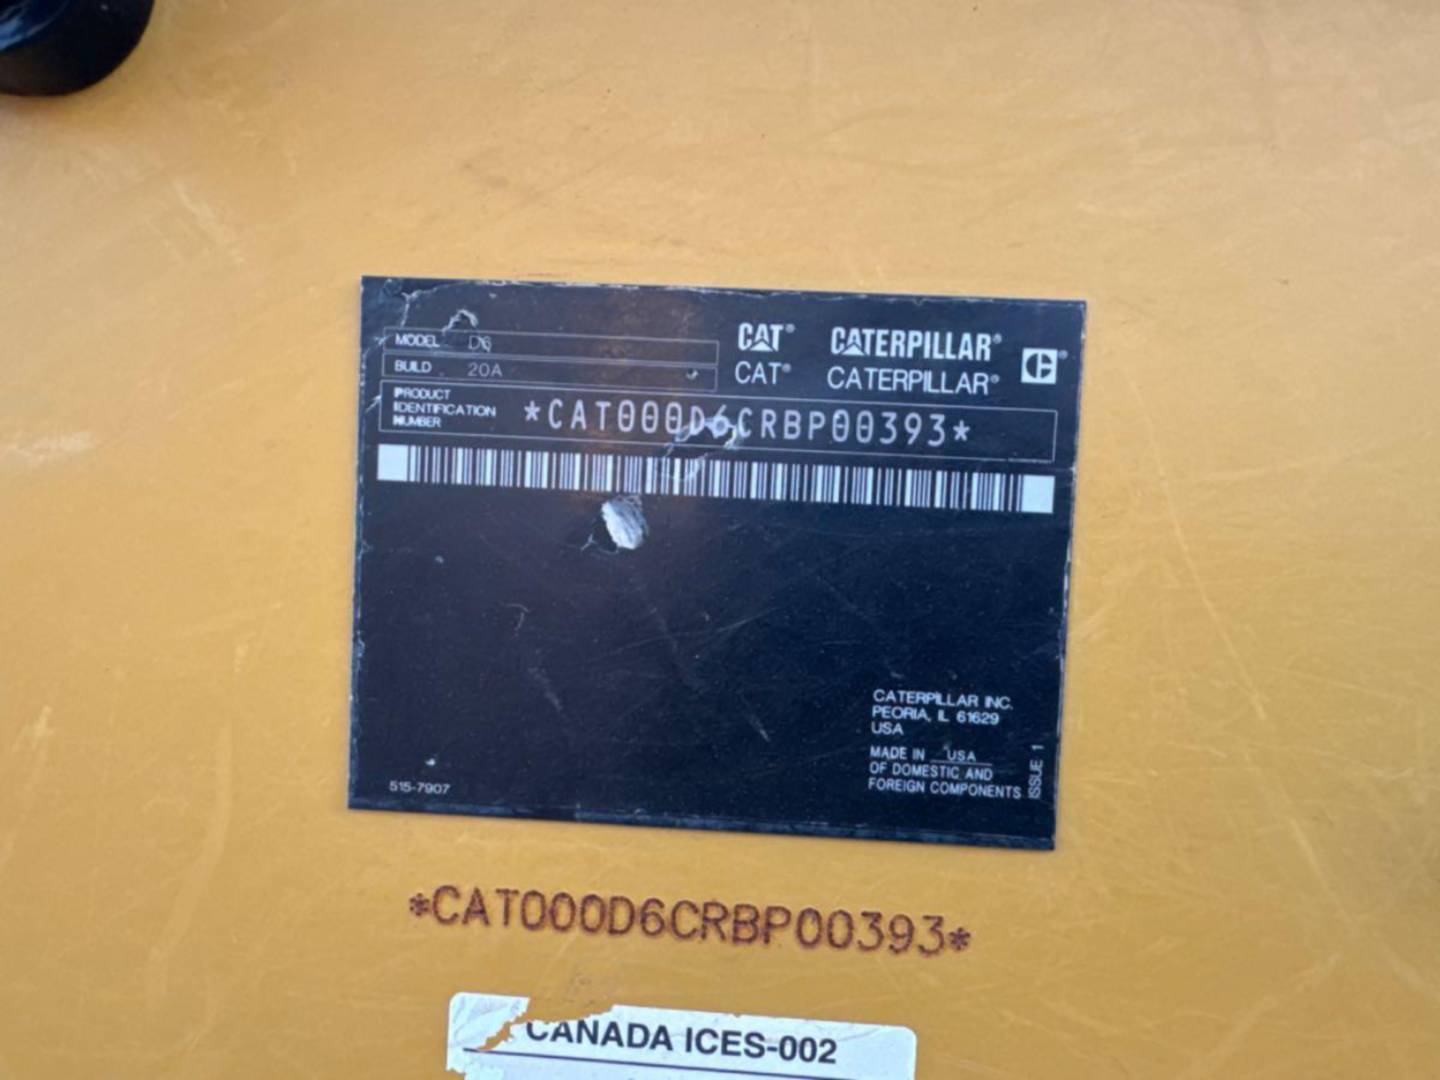 MODEL D6
BUILD 20A
CAT® CATERPILLAR®
CAT® CATERPILLAR®
PRODUCT
IDENTIFICATION
NUMBER
*CAT000D6CRBP00393*
CATERPILLAR INC.
PEORIA, IL 61629
USA
MADE IN USA
OF DOMESTIC AND
FOREIGN COMPONENTS
ISSUE 1
515-7907
*CAT000D6CRBP00393*
CANADA ICES-002